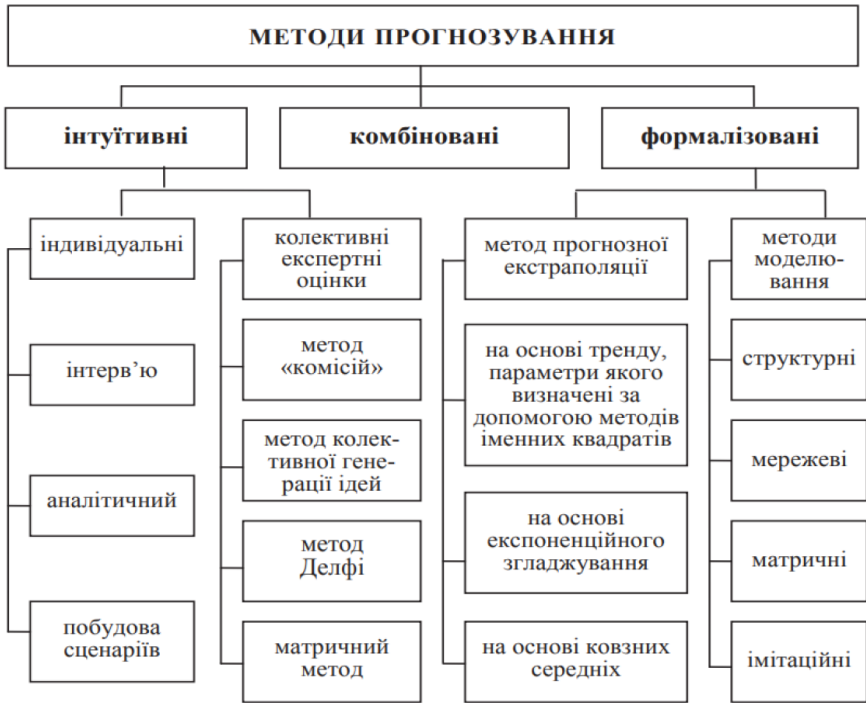 МЕТОДИ ПРОГНОЗУВАННЯ
інтуїтивні
комбіновані
формалізовані
індивідуальні
інтерв’ю
аналітичний
побудова
сценаріїв
колективні
експертні
оцінки
метод
«комісій»
метод колек-
тивної гене-
рації ідей
метод
Делфі
матричний
метод
метод прогнозної
екстраполяції
на основі тренду,
параметри якого
визначені за
допомогою методів
іменних квадратів
на основі
експоненційного
згладжування
на основі ковзних
середніх
методи
моделю-
вання
структурні
мережеві
матричні
імітаційні